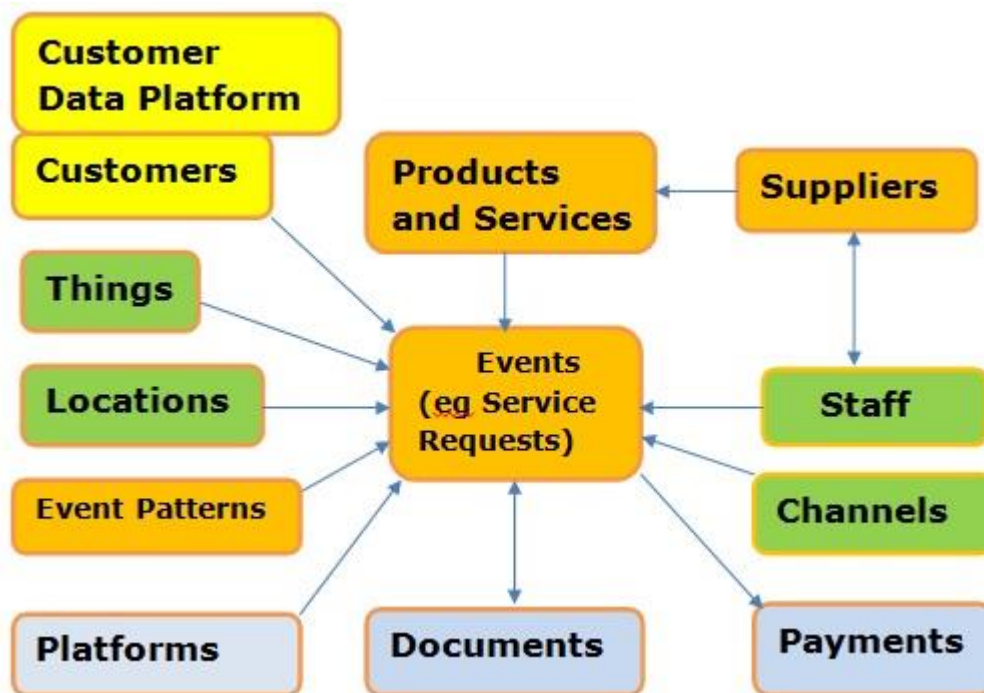 Customer
Data Platform
Customers
Products
and Services
Suppliers
Things
Events
(eg Service
Requests)
Locations
Staff
Event Patterns
Channels
Platforms
Documents
Payments